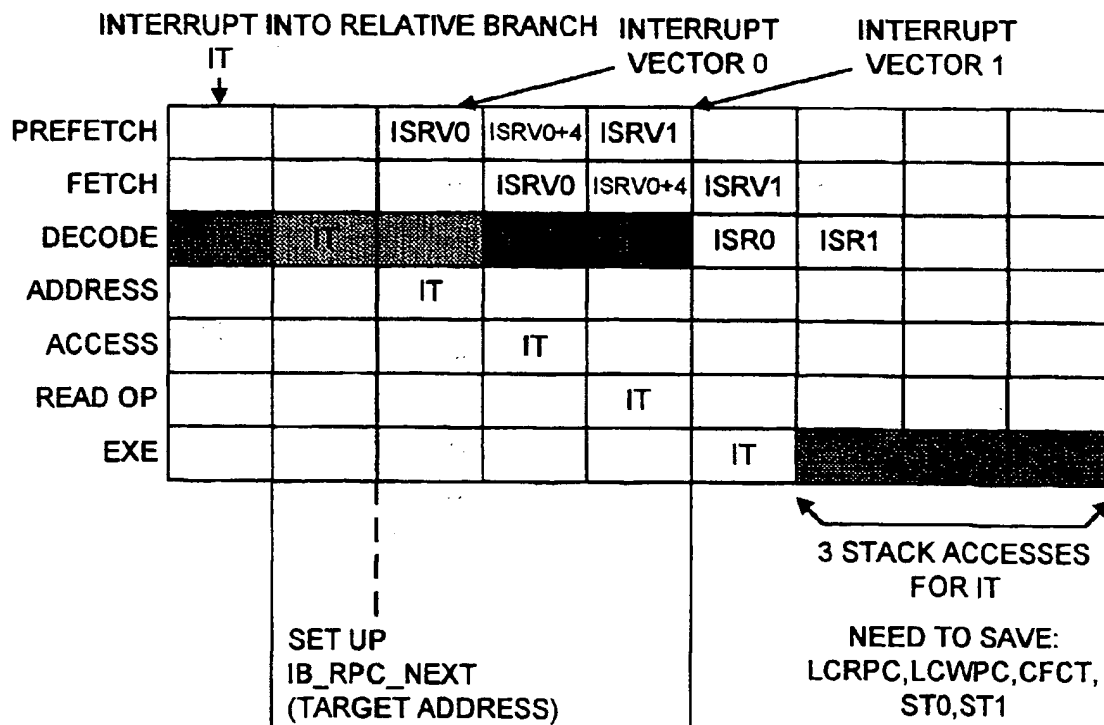 INTERRUPT INTO RELATIVE BRANCH
IT
INTERRUPT
VECTOR 0
INTERRUPT
VECTOR 1
PREFETCH ISRV0 ISRV0+4 ISRV1
FETCH ISRV0 ISRV0+4 ISRV1
DECODE IT ISR0 ISR1
ADDRESS IT
ACCESS IT
READ OP IT
EXE IT
3 STACK ACCESSES
FOR IT
NEED TO SAVE:
LCRPC,LCWPC,CFCT,
ST0,ST1
SET UP
IB_RPC_NEXT
(TARGET ADDRESS)